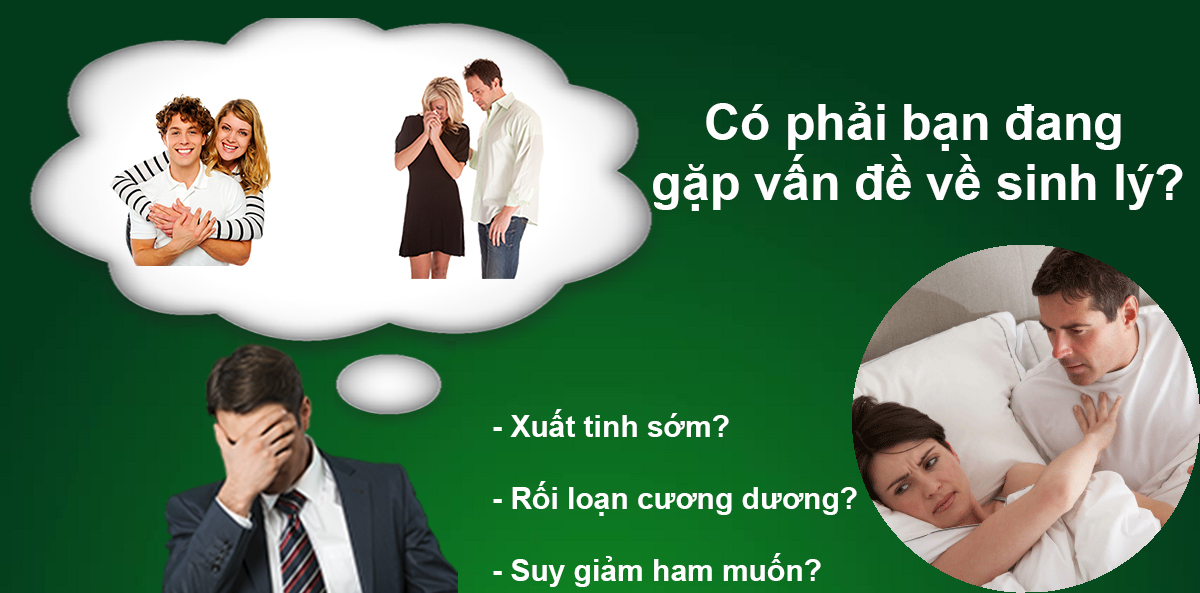 Có phải bạn đang
gặp vấn đề về sinh lý?
- Xuất tinh sớm?
- Rối loạn cương dương?
- Suy giảm ham muốn?